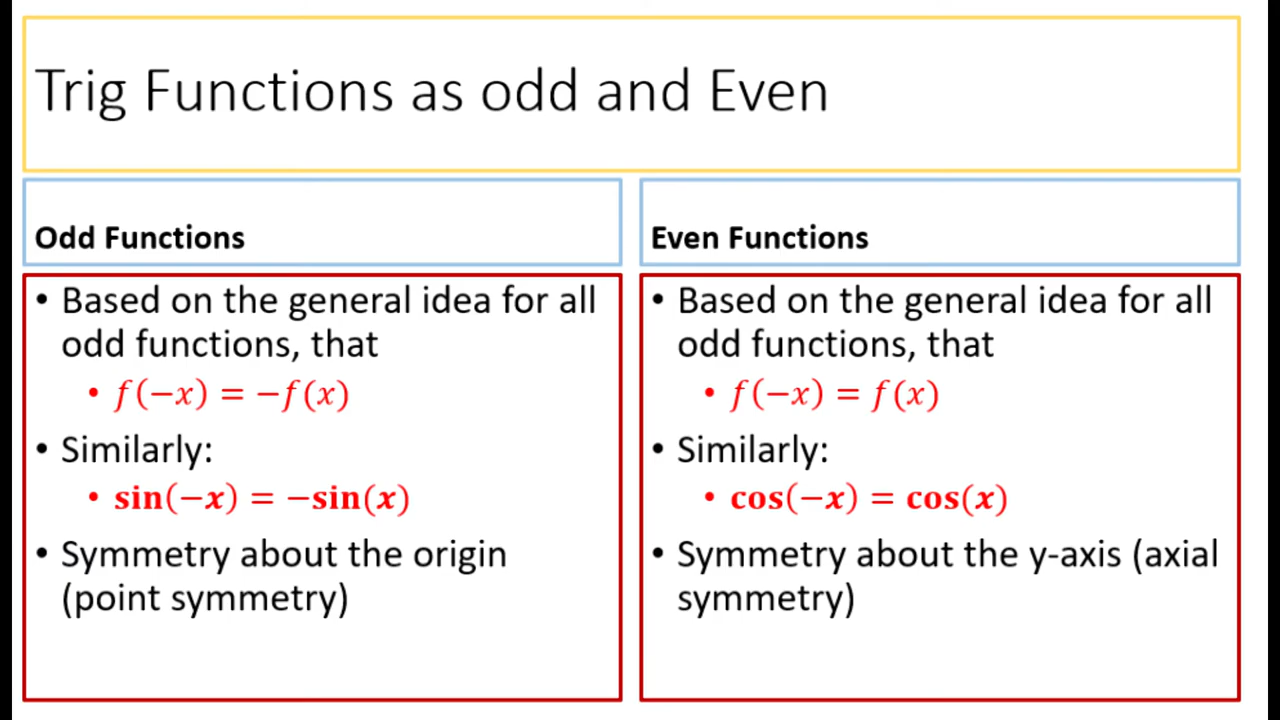 Trig Functions as odd and Even
Odd Functions
• Based on the general idea for all
odd functions, that
• f(−x) = −f(x)
• Similarly:
• sin(−x) = −sin(x)
• Symmetry about the origin
(point symmetry)
Even Functions
• Based on the general idea for all
odd functions, that
• f(−x) = f(x)
• Similarly:
• cos(−x) = cos(x)
• Symmetry about the y-axis (axial
symmetry)